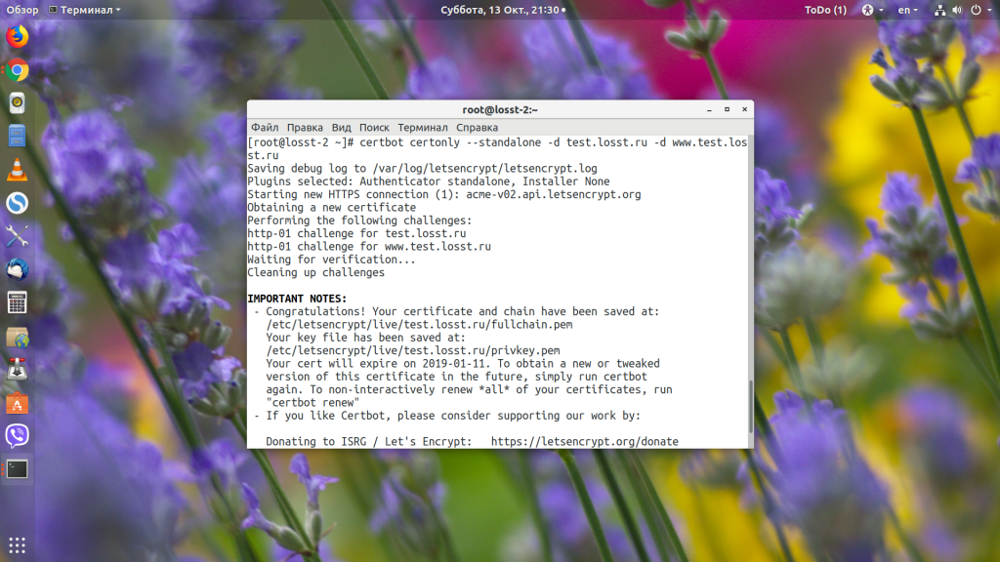 Обзор Терминал Суббота, 13 Окт., 21:30 ToDo (1) en
root@losst-2:~
Файл Правка Вид Поиск Терминал Справка
[root@losst-2 ~]# certbot certonly --standalone -d test.losst.ru -d www.test.los
st.ru
Saving debug log to /var/log/letsencrypt/letsencrypt.log
Plugins selected: Authenticator standalone, Installer None
Starting new HTTPS connection (1): acme-v02.api.letsencrypt.org
Obtaining a new certificate
Performing the following challenges:
http-01 challenge for test.losst.ru
http-01 challenge for www.test.losst.ru
Waiting for verification...
Cleaning up challenges
IMPORTANT NOTES:
- Congratulations! Your certificate and chain have been saved at:
/etc/letsencrypt/live/test.losst.ru/fullchain.pem
Your key file has been saved at:
/etc/letsencrypt/live/test.losst.ru/privkey.pem
Your cert will expire on 2019-01-11. To obtain a new or tweaked
version of this certificate in the future, simply run certbot
again. To non-interactively renew *all* of your certificates, run
"certbot renew"
- If you like Certbot, please consider supporting our work by:
Donating to ISRG / Let's Encrypt: https://letsencrypt.org/donate